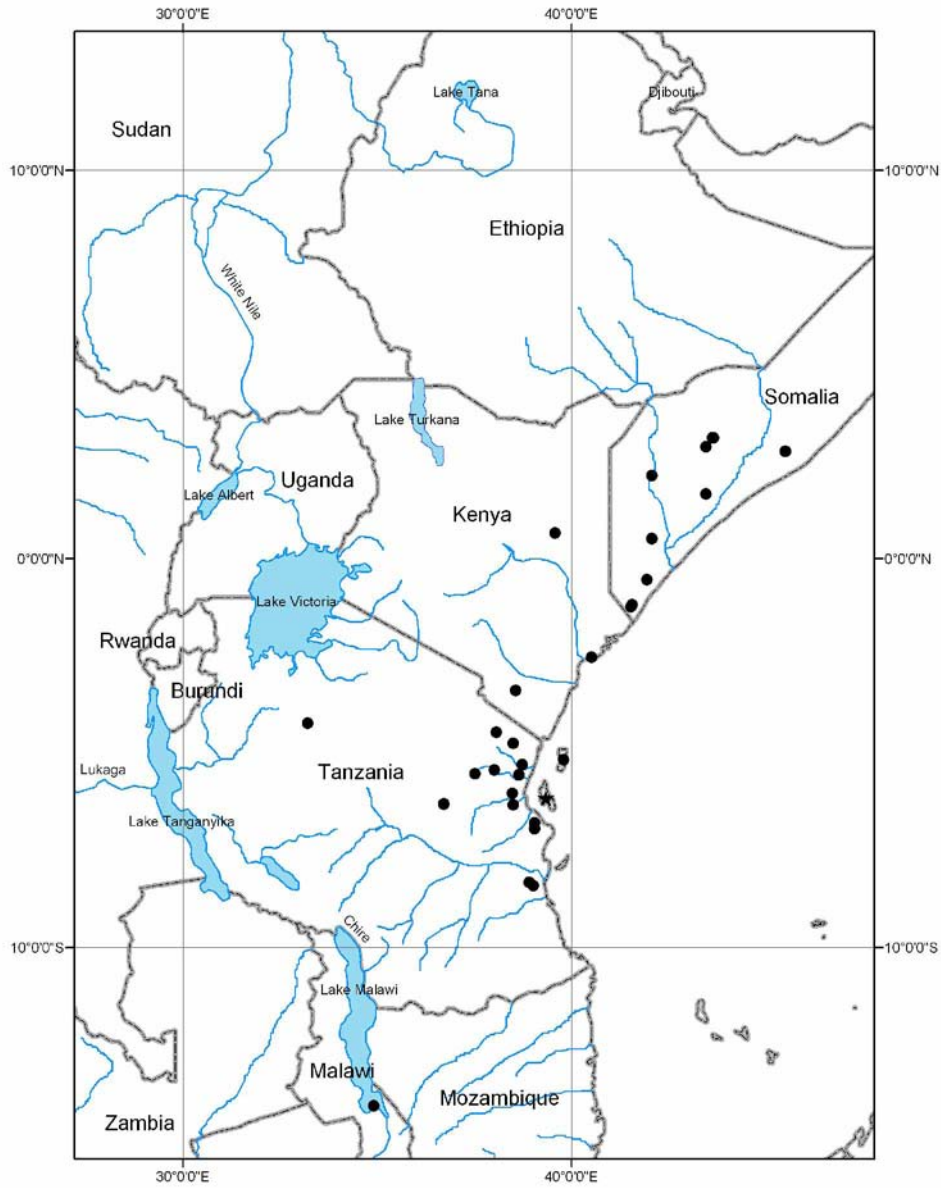 30°0'0"E 40°0'0"E
Lake Tana
Djibouti
Sudan
10°0'0"N 10°0'0"N
Ethiopia
White Nile
Somalia
Lake Turkana
Uganda
Lake Albert
Kenya
0°0'0"N 0°0'0"N
Lake Victoria
Rwanda
Burundi
Lukaga
Tanzania
Lake Tanganyika
Chire
10°0'0"S 10°0'0"S
Lake Malawi
Malawi
Mozambique
Zambia
30°0'0"E 40°0'0"E